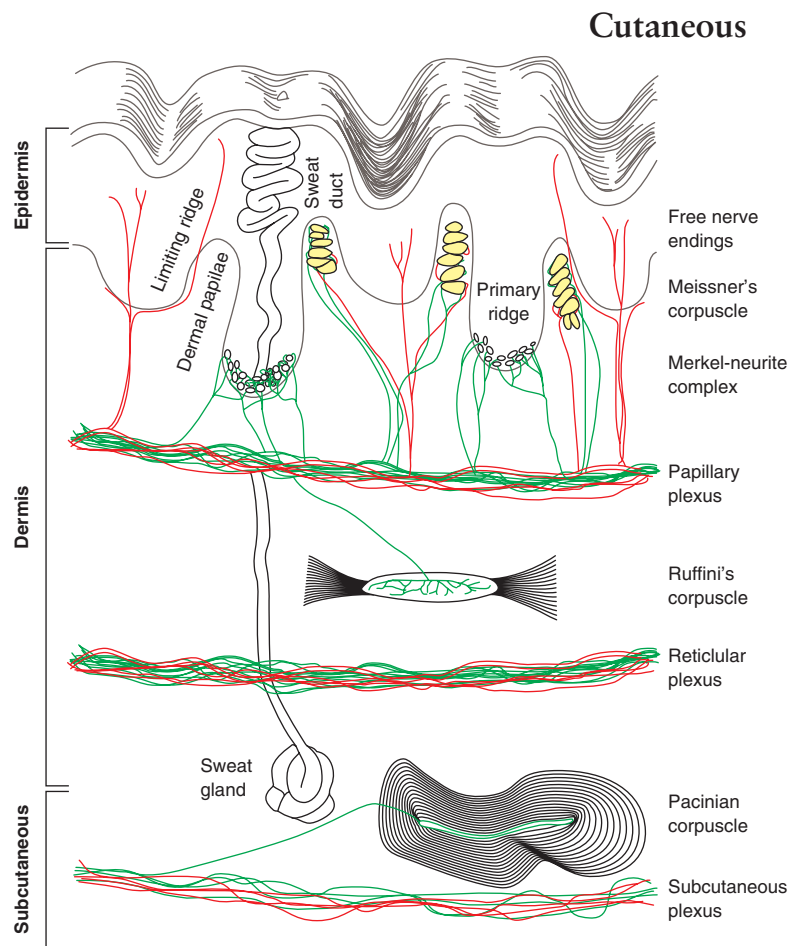 Cutaneous
Epidermis
Dermis
Subcutaneous
Limiting ridge
Dermal papilae
Sweat
duct
Primary
ridge
Sweat
gland
Free nerve
endings
Meissner's
corpuscle
Merkel-neurite
complex
Papillary
plexus
Ruffini's
corpuscle
Reticlular
plexus
Pacinian
corpuscle
Subcutaneous
plexus